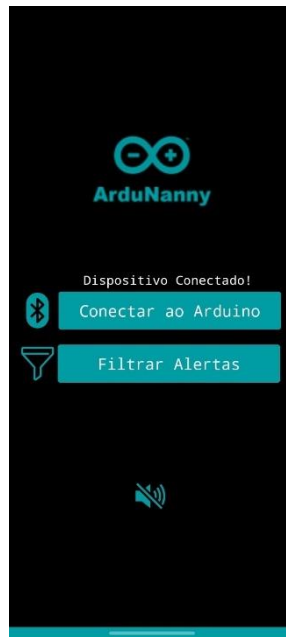 ArduNanny
Dispositivo Conectado!
Conectar ao Arduino
Filtrar Alertas